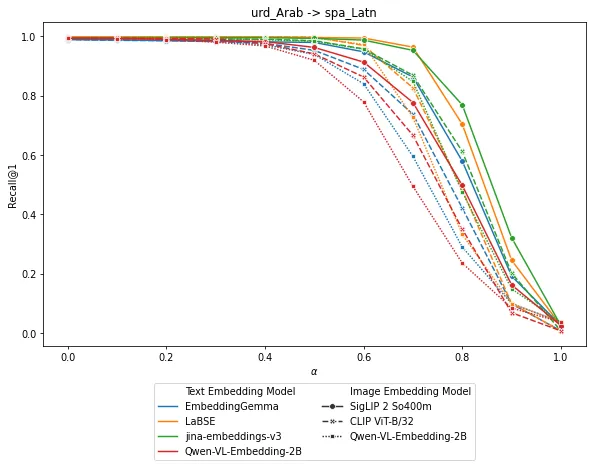 urd_Arab -> spa_Latn
1.0
0.8
0.6
0.4
0.2
0.0
Recall@1
0.0 0.2 0.4 0.6 0.8 1.0
α
Text Embedding Model
EmbeddingGemma
LaBSE
jina-embeddings-v3
Qwen-VL-Embedding-2B
Image Embedding Model
SigLIP 2 So400m
CLIP ViT-B/32
Qwen-VL-Embedding-2B